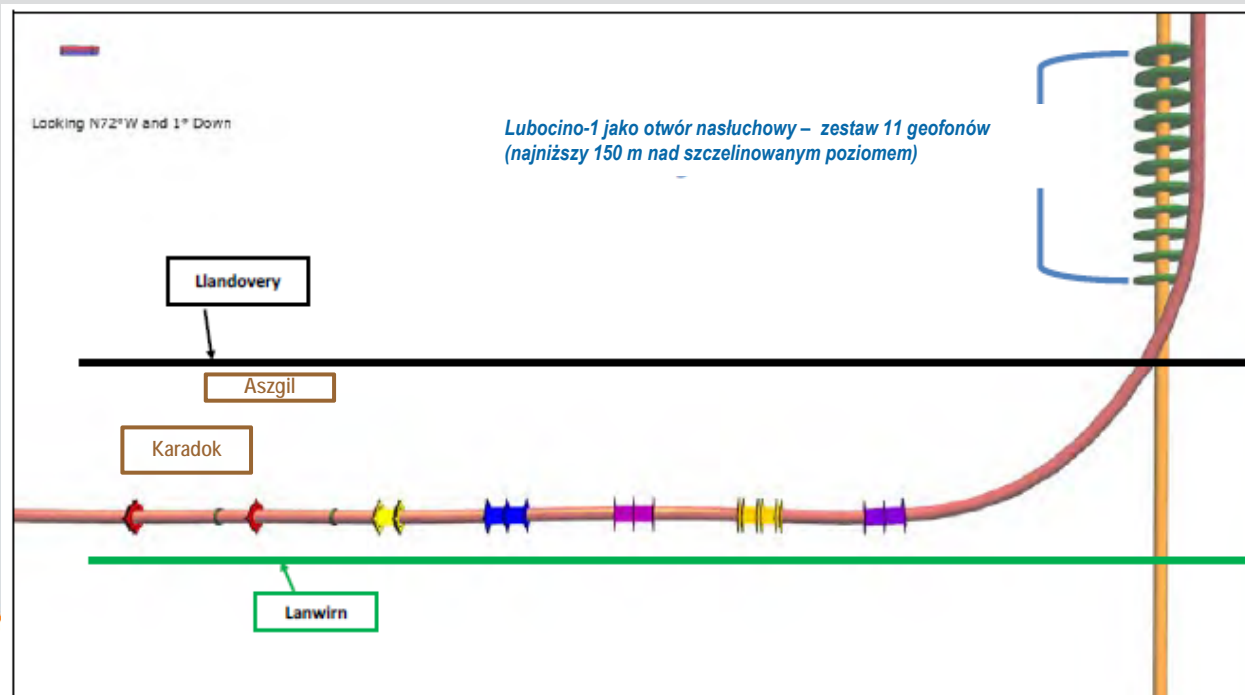 Looking N72°W and 1° Down
Lubocino-1 jako otwór nasłuchowy – zestaw 11 geofonów
(najniższy 150 m nad szczelinowanym poziomem)
Llandovery
Aszgil
Karadok
Lanwirn